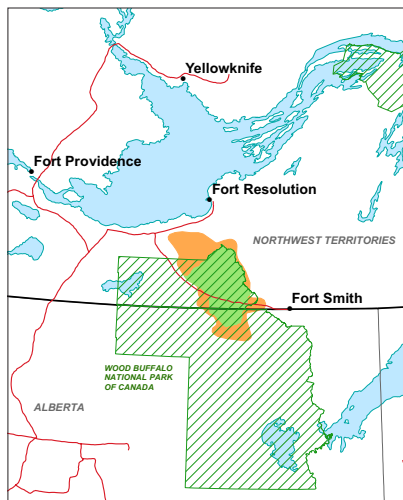 Yellowknife
Fort Providence
Fort Resolution
NORTHWEST TERRITORIES
Fort Smith
WOOD BUFFALO
NATIONAL PARK
OF CANADA
ALBERTA